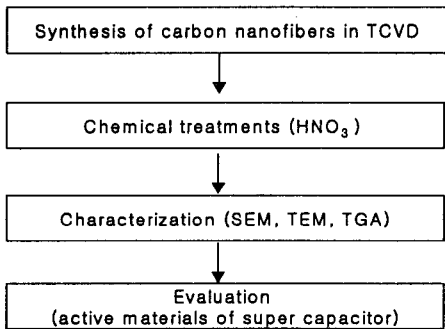 Synthesis of carbon nanofibers in TCVD
Chemical treatments (HNO₃)
Characterization (SEM, TEM, TGA)
Evaluation
(active materials of super capacitor)